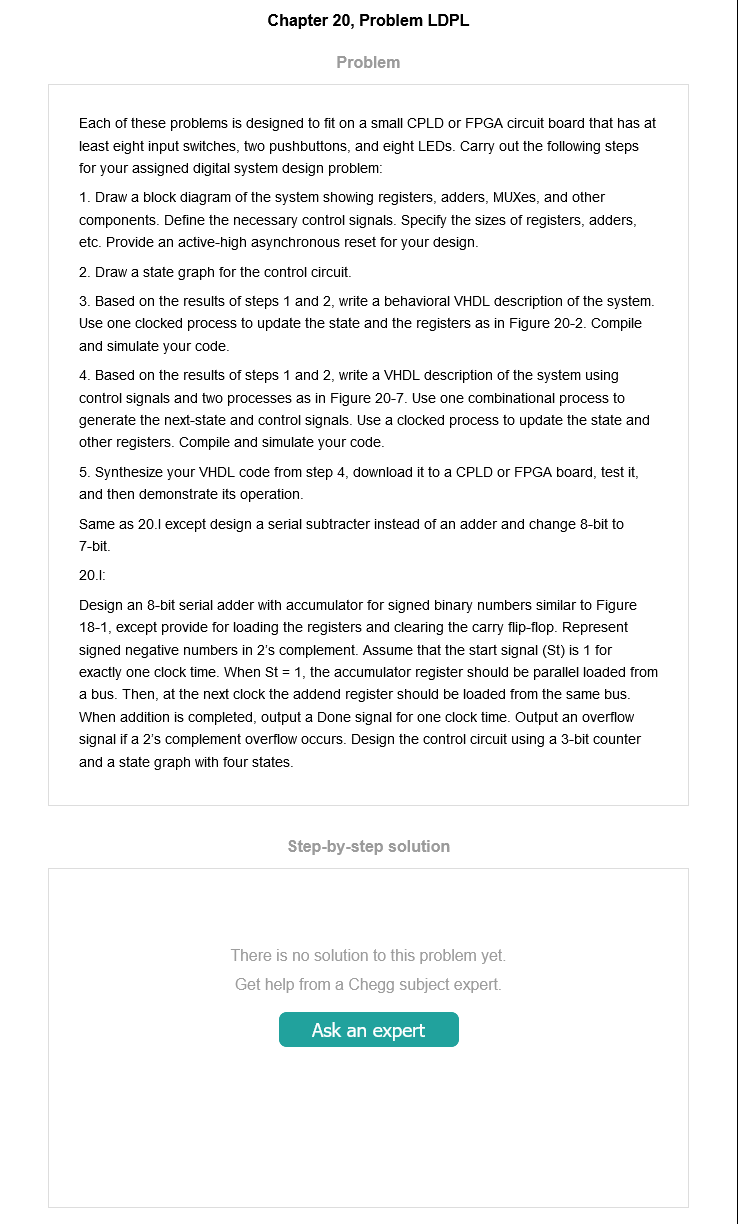 Chapter 20, Problem LDPL
Problem
Each of these problems is designed to fit on a small CPLD or FPGA circuit board that has at
least eight input switches, two pushbuttons, and eight LEDs. Carry out the following steps
for your assigned digital system design problem:
1. Draw a block diagram of the system showing registers, adders, MUXes, and other
components. Define the necessary control signals. Specify the sizes of registers, adders,
etc. Provide an active-high asynchronous reset for your design.
2. Draw a state graph for the control circuit.
3. Based on the results of steps 1 and 2, write a behavioral VHDL description of the system.
Use one clocked process to update the state and the registers as in Figure 20-2. Compile
and simulate your code.
4. Based on the results of steps 1 and 2, write a VHDL description of the system using
control signals and two processes as in Figure 20-7. Use one combinational process to
generate the next-state and control signals. Use a clocked process to update the state and
other registers. Compile and simulate your code.
5. Synthesize your VHDL code from step 4, download it to a CPLD or FPGA board, test it,
and then demonstrate its operation.
Same as 20.I except design a serial subtracter instead of an adder and change 8-bit to
7-bit.
20.I:
Design an 8-bit serial adder with accumulator for signed binary numbers similar to Figure
18-1, except provide for loading the registers and clearing the carry flip-flop. Represent
signed negative numbers in 2's complement. Assume that the start signal (St) is 1 for
exactly one clock time. When St = 1, the accumulator register should be parallel loaded from
a bus. Then, at the next clock the addend register should be loaded from the same bus.
When addition is completed, output a Done signal for one clock time. Output an overflow
signal if a 2's complement overflow occurs. Design the control circuit using a 3-bit counter
and a state graph with four states.
Step-by-step solution
There is no solution to this problem yet.
Get help from a Chegg subject expert.
Ask an expert